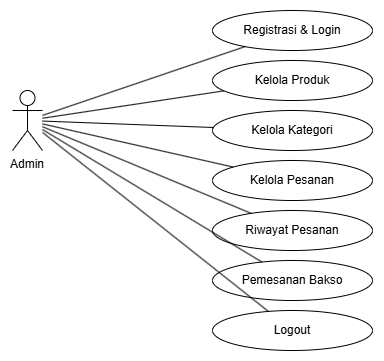 Registrasi & Login
Kelola Produk
Kelola Kategori
Admin
Kelola Pesanan
Riwayat Pesanan
Pemesanan Bakso
Logout